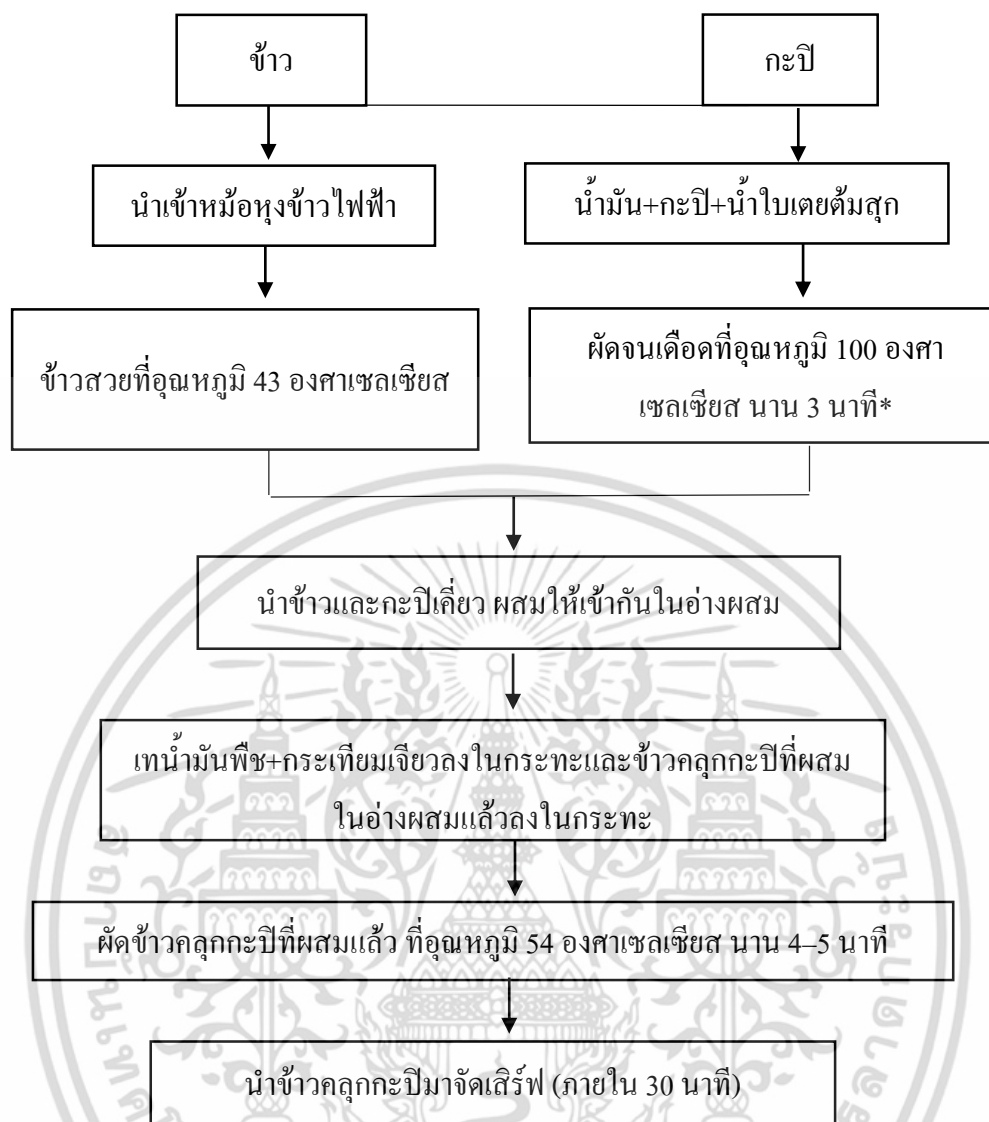 ข้าว
กะปิ
นำเข้าหม้อหุงข้าวไฟฟ้า
น้ำมัน+กะปิ+น้ำใบเตยต้มสุก
ข้าวสวยที่อุณหภูมิ 43 องศาเซลเซียส
ผัดจนเดือดที่อุณหภูมิ 100 องศา
เซลเซียส นาน 3 นาที*
นำข้าวและกะปิเคี่ยว ผสมให้เข้ากันในอ่างผสม
เทน้ำมันพืช+กระเทียมเจียวลงในกระทะและข้าวคลุกกะปิที่ผสม
ในอ่างผสมแล้วลงในกระทะ
ผัดข้าวคลุกกะปิที่ผสมแล้ว ที่อุณหภูมิ 54 องศาเซลเซียส นาน 4–5 นาที
นำข้าวคลุกกะปิมาจัดเสิร์ฟ (ภายใน 30 นาที)